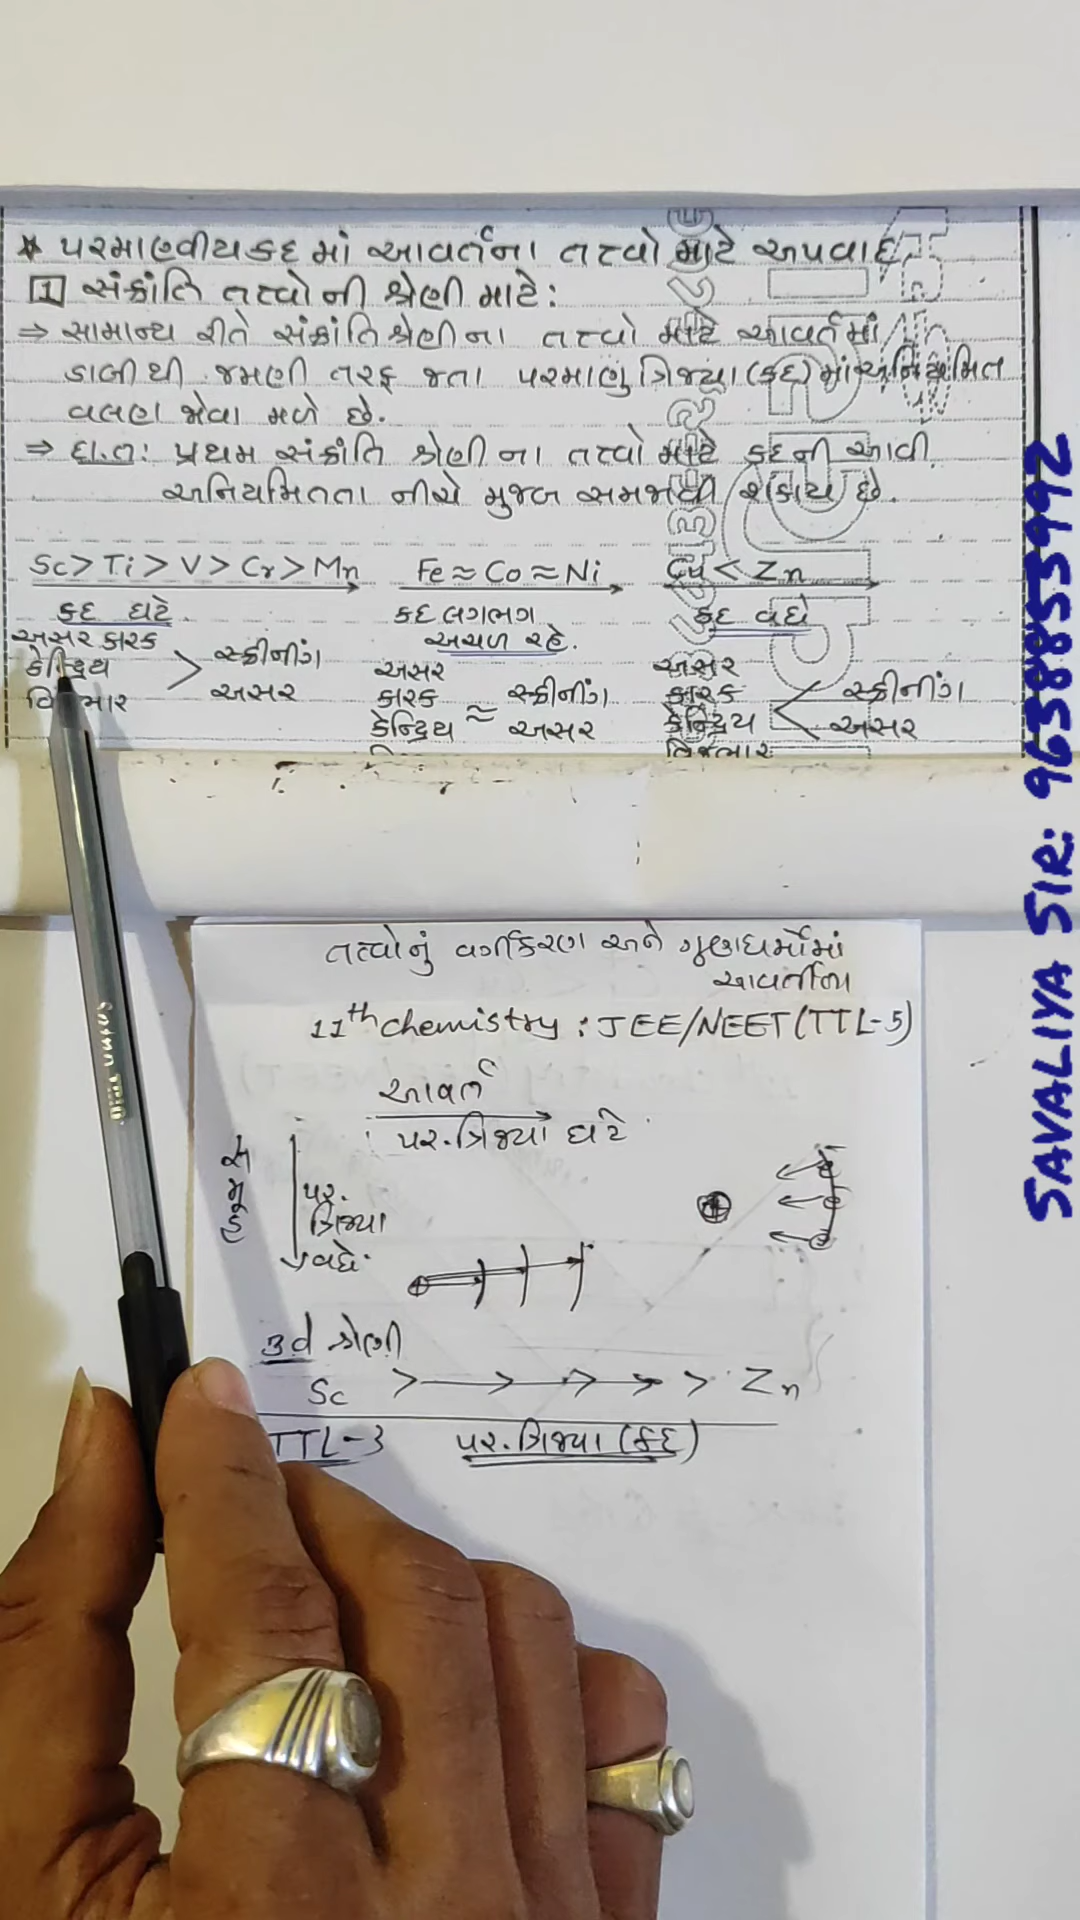 * પરમાણ્વીય કદ માં આવર્તના તત્વો માટે અપવાદ
1 સંક્રાંતિ તત્વો ની શ્રેણી માટે:
⇒ સામાન્ય રીતે સંક્રાંતિ શ્રેણી ના તત્વો માટે આવર્ત માં
ડાબીથી જમણી તરફ જતા પરમાણુ ત્રિજ્યા (કદ) માં અનિયમિત
વલણ જોવા મળે છે.
⇒ દા.ત: પ્રથમ સંક્રાંતિ શ્રેણી ના તત્વો માટે કદ ની આવી
અનિયમિતતા નીચે મુજબ સમજાવી શકાય છે.
Sc > Ti > V > Cr > Mn Fe ≈ Co ≈ Ni Cu < Zn
કદ ઘટે કદ લગભગ અચળ રહે. કદ વધે
અસર કારક કેન્દ્રિય > સ્ક્રીનીંગ અસર
અસર કારક કેન્દ્રિય ≈ સ્ક્રીનીંગ અસર
અસર કારક કેન્દ્રિય વિજભાર < સ્ક્રીનીંગ અસર
તત્વોનું વર્ગીકરણ અને ગુણધર્મોમાં
આવર્તીતા
11th chemistry : JEE/NEET (TTL-5)
આવર્ત
પર. ત્રિજ્યા ઘટે
સમૂહ
પર.
ત્રિજ્યા
વધે
3d શ્રેણી
Sc > > > > > Zn
TTL-3 પર. ત્રિજ્યા (કદ)
SAVALIYA SIR: 9638853992